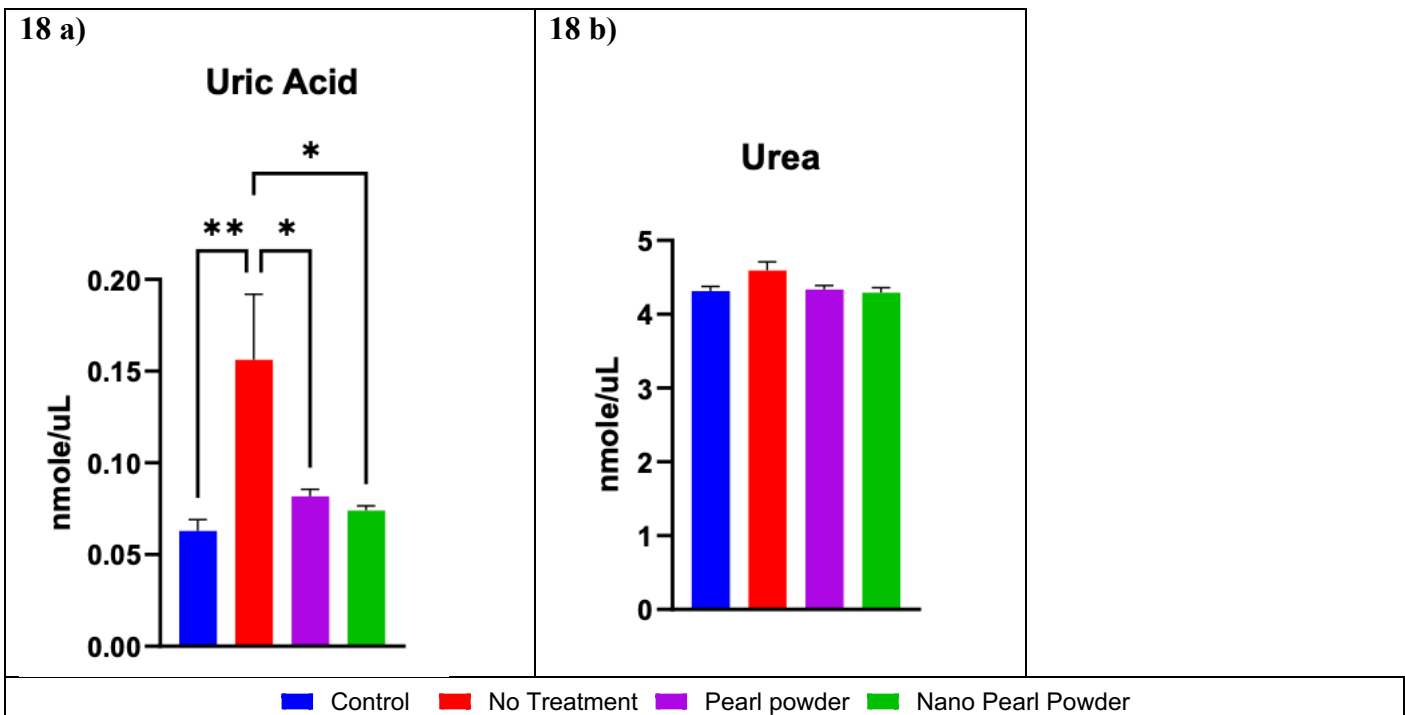 18 a)
Uric Acid
*
** *
0.20
0.15
0.10
0.05
0.00
nmole/uL
18 b)
Urea
5
4
3
2
1
0
nmole/uL
Control No Treatment Pearl powder Nano Pearl Powder